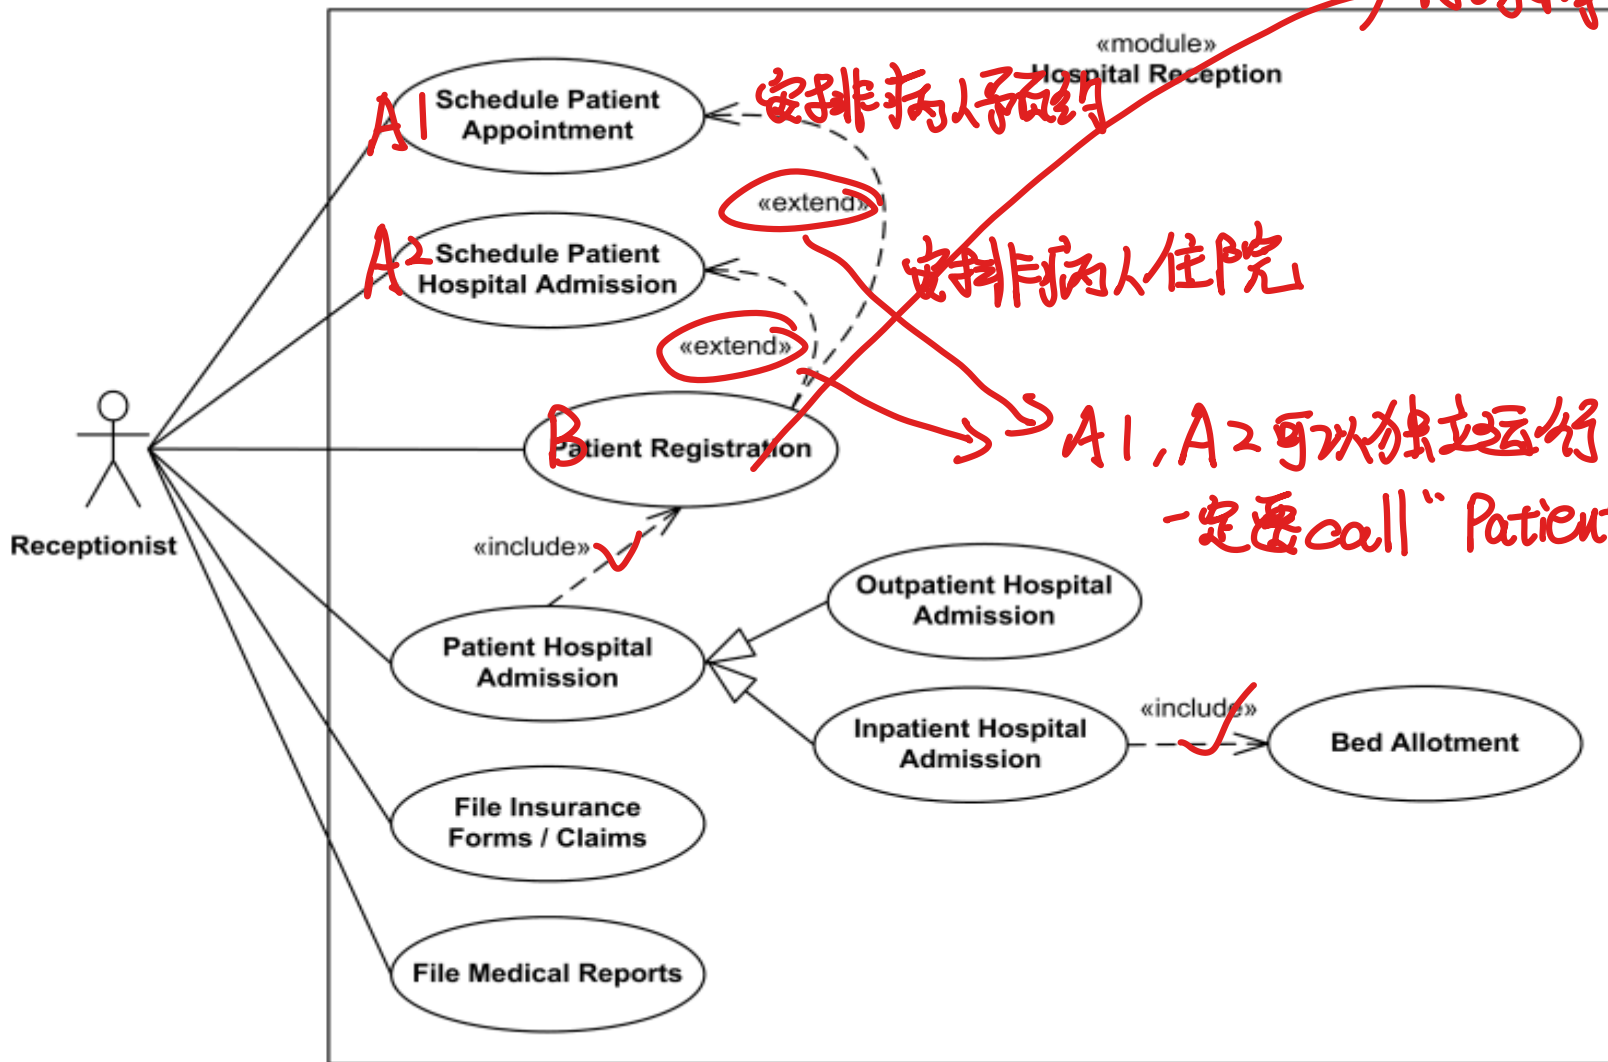 «module»
Hospital Reception
A1
Schedule Patient
Appointment
安排病人预约
«extend»
A2
Schedule Patient
Hospital Admission
安排病人住院
«extend»
B
Patient Registration
A1,A2可以独立运行
一定要call “Patient
Receptionist
«include»
Outpatient Hospital
Admission
Patient Hospital
Admission
Inpatient Hospital
Admission
«include»
Bed Allotment
File Insurance
Forms / Claims
File Medical Reports